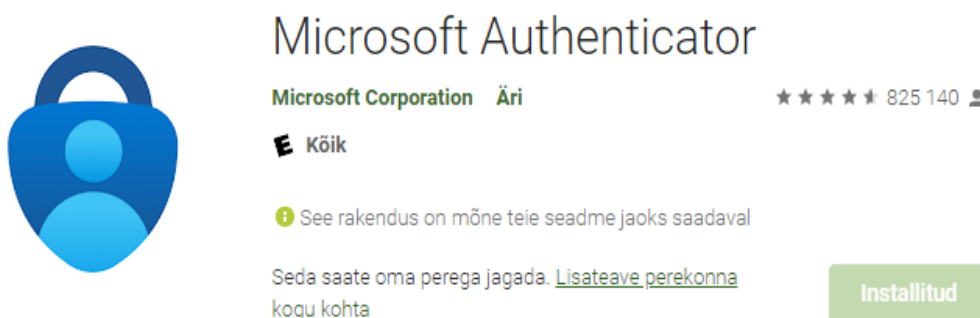 Microsoft Authenticator
Microsoft Corporation Äri 825 140
E Kõik
See rakendus on mõne teie seadme jaoks saadaval
Seda saate oma perega jagada. Lisateave perekonna
kogu kohta
Installitud